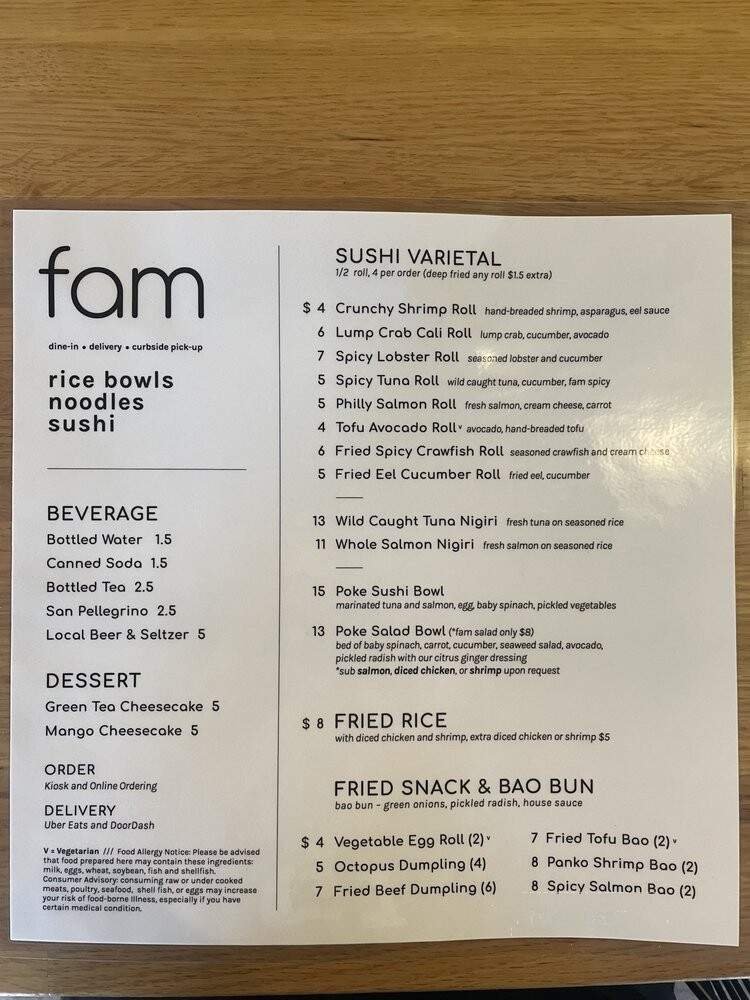 fam
dine-in • delivery • curbside pick-up
rice bowls
noodles
sushi
BEVERAGE
Bottled Water 1.5
Canned Soda 1.5
Bottled Tea 2.5
San Pellegrino 2.5
Local Beer & Seltzer 5
DESSERT
Green Tea Cheesecake 5
Mango Cheesecake 5
ORDER
Kiosk and Online Ordering
DELIVERY
Uber Eats and DoorDash
V = Vegetarian /// Food Allergy Notice: Please be advised
that food prepared here may contain these ingredients:
milk, eggs, wheat, soybean, fish and shellfish.
Consumer Advisory: consuming raw or under cooked
meats, poultry, seafood, shell fish, or eggs may increase
your risk of food-borne illness, especially if you have
certain medical condition.
SUSHI VARIETAL
1/2 roll, 4 per order (deep fried any roll $1.5 extra)
$ 4 Crunchy Shrimp Roll hand-breaded shrimp, asparagus, eel sauce
6 Lump Crab Cali Roll lump crab, cucumber, avocado
7 Spicy Lobster Roll seasoned lobster and cucumber
5 Spicy Tuna Roll wild caught tuna, cucumber, fam spicy
5 Philly Salmon Roll fresh salmon, cream cheese, carrot
4 Tofu Avocado Roll v avocado, hand-breaded tofu
6 Fried Spicy Crawfish Roll seasoned crawfish and cream cheese
5 Fried Eel Cucumber Roll fried eel, cucumber
13 Wild Caught Tuna Nigiri fresh tuna on seasoned rice
11 Whole Salmon Nigiri fresh salmon on seasoned rice
15 Poke Sushi Bowl
marinated tuna and salmon, egg, baby spinach, pickled vegetables
13 Poke Salad Bowl (*fam salad only $8)
bed of baby spinach, carrot, cucumber, seaweed salad, avocado,
pickled radish with our citrus ginger dressing
*sub salmon, diced chicken, or shrimp upon request
$ 8 FRIED RICE
with diced chicken and shrimp, extra diced chicken or shrimp $5
FRIED SNACK & BAO BUN
bao bun - green onions, pickled radish, house sauce
$ 4 Vegetable Egg Roll (2) v
5 Octopus Dumpling (4)
7 Fried Beef Dumpling (6)
7 Fried Tofu Bao (2) v
8 Panko Shrimp Bao (2)
8 Spicy Salmon Bao (2)